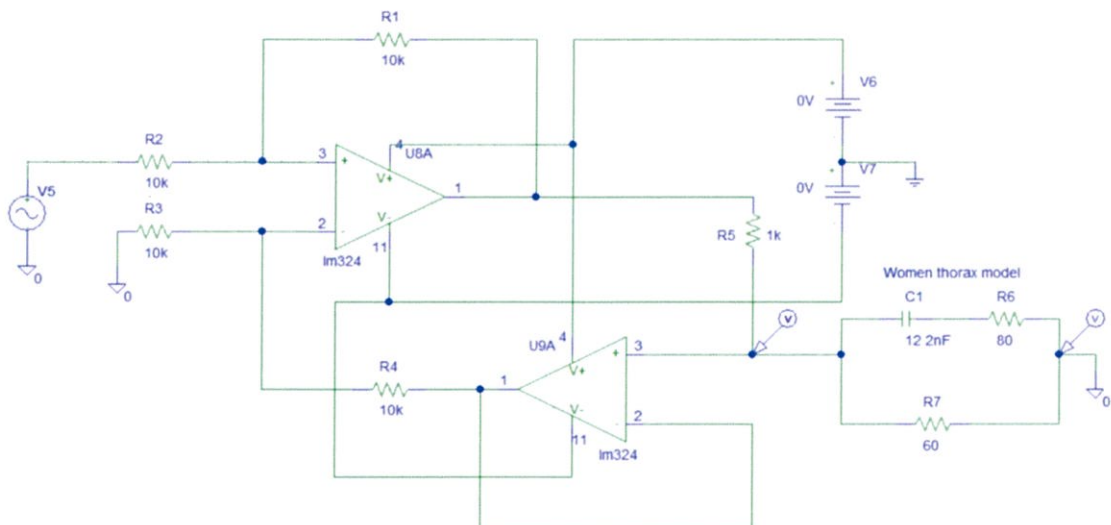 R1
10k
V6
0V
R2
10k
3
+
4
U8A
V+
1
V7
0V
V5
R3
10k
0
0
2
-
V-
11
lm324
R5
1k
Women thorax model
C1
12 2nF
R6
80
V
V
0
R7
60
U9A
4
3
+
V+
1
V-
2
-
11
lm324
R4
10k